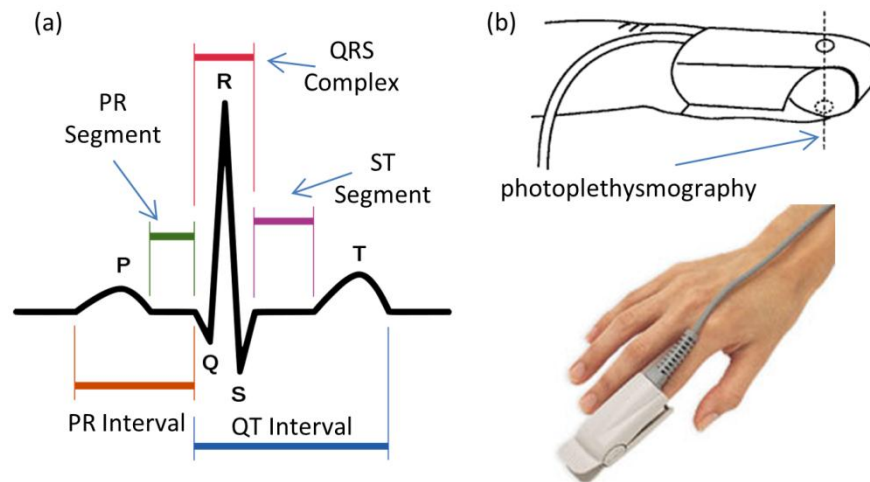 (a)
QRS
Complex
R
PR
Segment
ST
Segment
P
T
Q
S
PR Interval
QT Interval
(b)
photoplethysmography